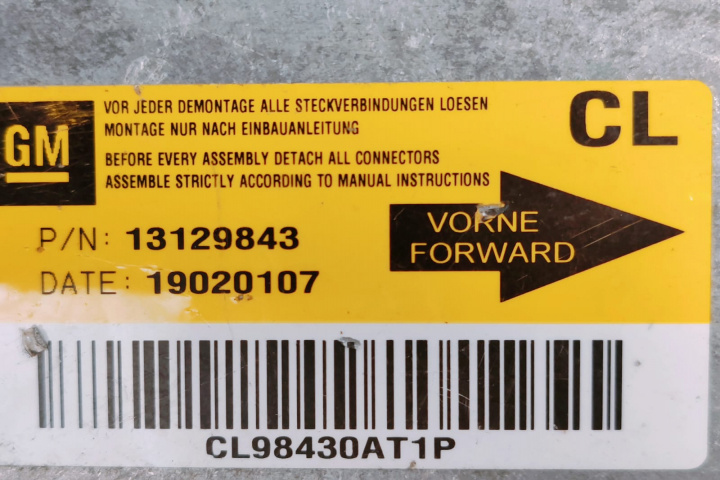 GM
VOR JEDER DEMONTAGE ALLE STECKVERBINDUNGEN LOESEN
MONTAGE NUR NACH EINBAUANLEITUNG
BEFORE EVERY ASSEMBLY DETACH ALL CONNECTORS
ASSEMBLE STRICTLY ACCORDING TO MANUAL INSTRUCTIONS
CL
P/N: 13129843
DATE: 19020107
VORNE
FORWARD
CL98430AT1P